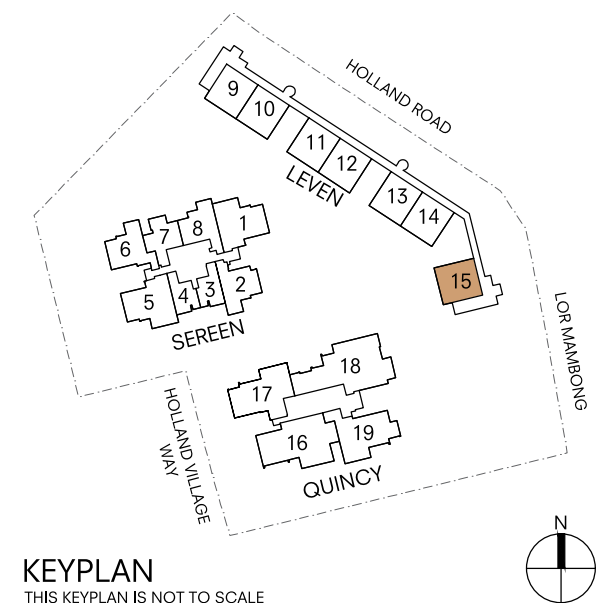 HOLLAND ROAD
9
10
11
12
LEVEN
13
14
15
LOR MAMBONG
1
8
7
6
5
4
3
2
SEREEN
HOLLAND VILLAGE
WAY
17
18
16
19
QUINCY
N
KEYPLAN
THIS KEYPLAN IS NOT TO SCALE